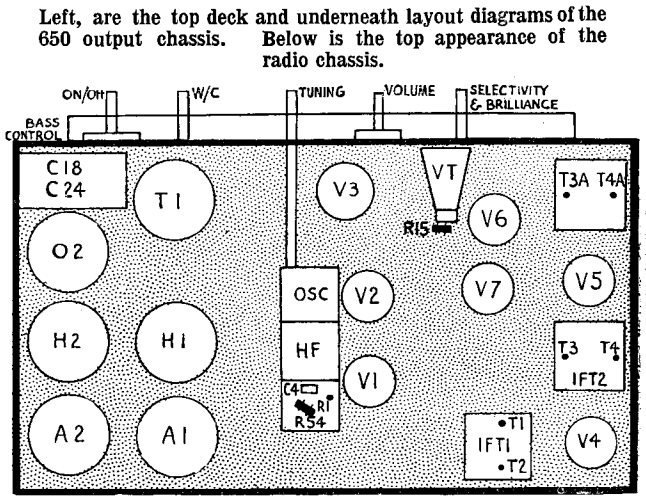 Left, are the top deck and underneath layout diagrams of the
650 output chassis. Below is the top appearance of the
radio chassis.
ON/Off W/C TUNING VOLUME SELECTIVITY
& BRILLIANCE
BASS
CONTROL
C18
C24
T1
V3
VT
T3A T4A
R15
V6
O2
OSC
V2
V7
V5
H2
H1
HF
T3 T4
IFT2
C4
R1
R54
V1
A2
A1
T1
IFT1
T2
V4